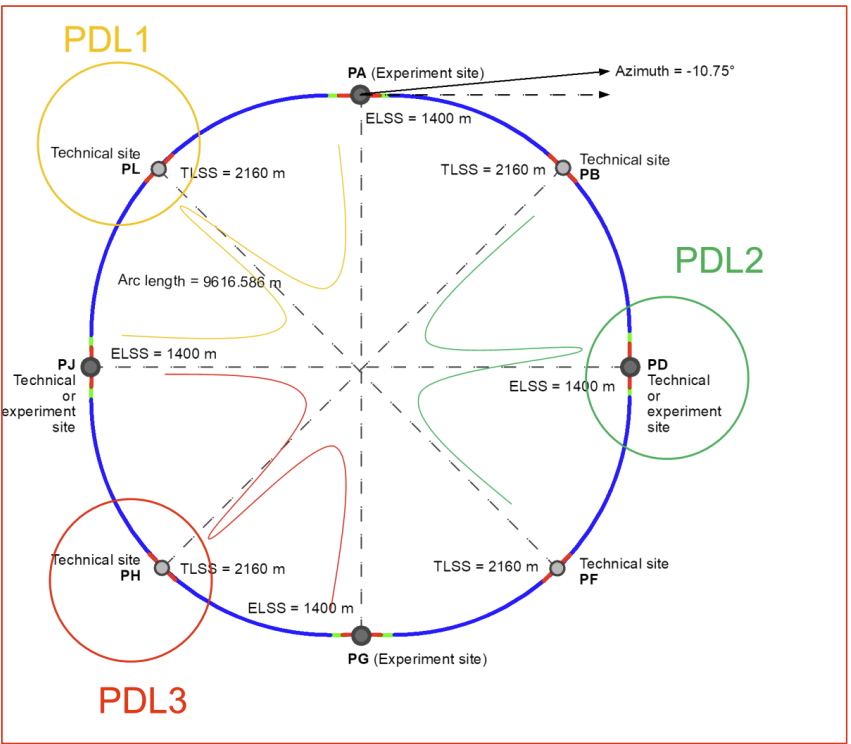 PDL1
PA (Experiment site)
Azimuth = -10.75°
ELSS = 1400 m
Technical site
PL
TLSS = 2160 m
TLSS = 2160 m
Technical site
PB
PDL2
Arc length = 9616.586 m
PJ
Technical
or
experiment
site
ELSS = 1400 m
ELSS = 1400 m
PD
Technical
or
experiment
site
Technical site
PH
TLSS = 2160 m
TLSS = 2160 m
Technical site
PF
ELSS = 1400 m
PG (Experiment site)
PDL3